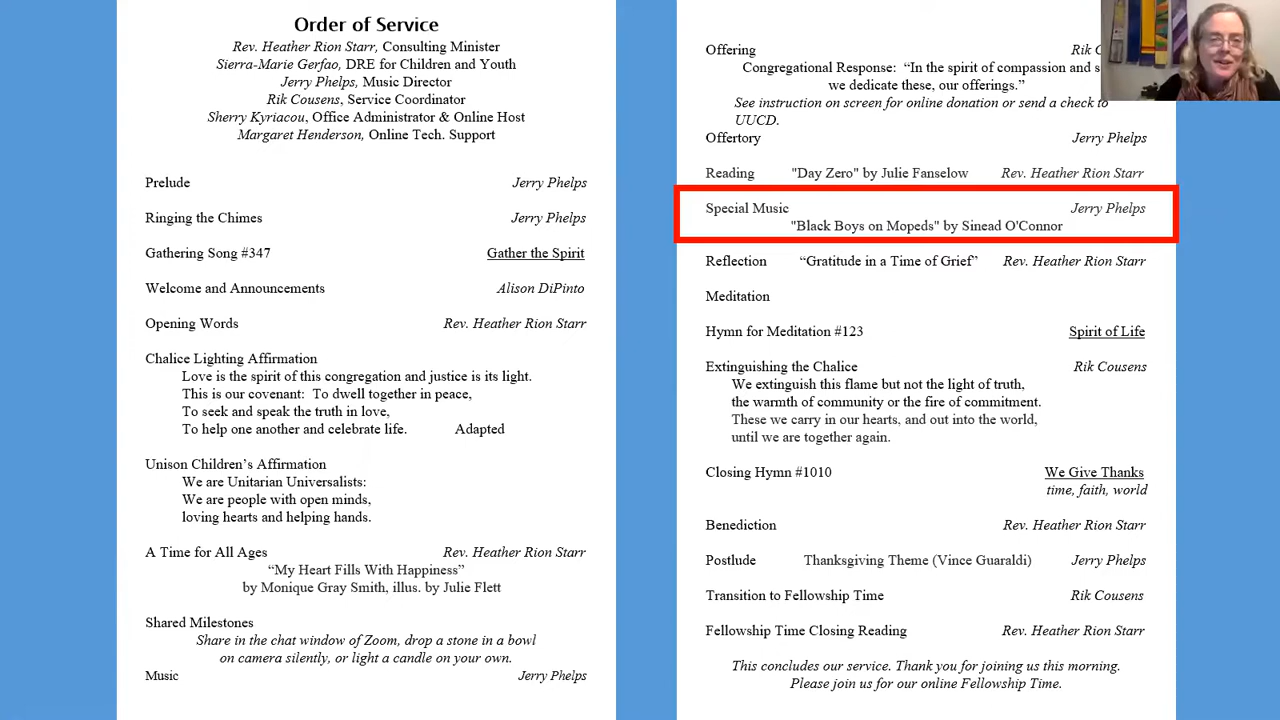 Order of Service
Rev. Heather Rion Starr, Consulting Minister
Sierra-Marie Gerfao, DRE for Children and Youth
Jerry Phelps, Music Director
Rik Cousens, Service Coordinator
Sherry Kyriacou, Office Administrator & Online Host
Margaret Henderson, Online Tech. Support
Prelude Jerry Phelps
Ringing the Chimes Jerry Phelps
Gathering Song #347 Gather the Spirit
Welcome and Announcements Alison DiPinto
Opening Words Rev. Heather Rion Starr
Chalice Lighting Affirmation
Love is the spirit of this congregation and justice is its light.
This is our covenant: To dwell together in peace,
To seek and speak the truth in love,
To help one another and celebrate life. Adapted
Unison Children’s Affirmation
We are Unitarian Universalists:
We are people with open minds,
loving hearts and helping hands.
A Time for All Ages Rev. Heather Rion Starr
“My Heart Fills With Happiness”
by Monique Gray Smith, illus. by Julie Flett
Shared Milestones
Share in the chat window of Zoom, drop a stone in a bowl
on camera silently, or light a candle on your own.
Music Jerry Phelps
Offering Rik
Congregational Response: “In the spirit of compassion and
we dedicate these, our offerings.”
See instruction on screen for online donation or send a check to
UUCD.
Offertory Jerry Phelps
Reading "Day Zero" by Julie Fanselow Rev. Heather Rion Starr
Special Music Jerry Phelps
"Black Boys on Mopeds" by Sinead O'Connor
Reflection “Gratitude in a Time of Grief” Rev. Heather Rion Starr
Meditation
Hymn for Meditation #123 Spirit of Life
Extinguishing the Chalice Rik Cousens
We extinguish this flame but not the light of truth,
the warmth of community or the fire of commitment.
These we carry in our hearts, and out into the world,
until we are together again.
Closing Hymn #1010 We Give Thanks
time, faith, world
Benediction Rev. Heather Rion Starr
Postlude Thanksgiving Theme (Vince Guaraldi) Jerry Phelps
Transition to Fellowship Time Rik Cousens
Fellowship Time Closing Reading Rev. Heather Rion Starr
This concludes our service. Thank you for joining us this morning.
Please join us for our online Fellowship Time.